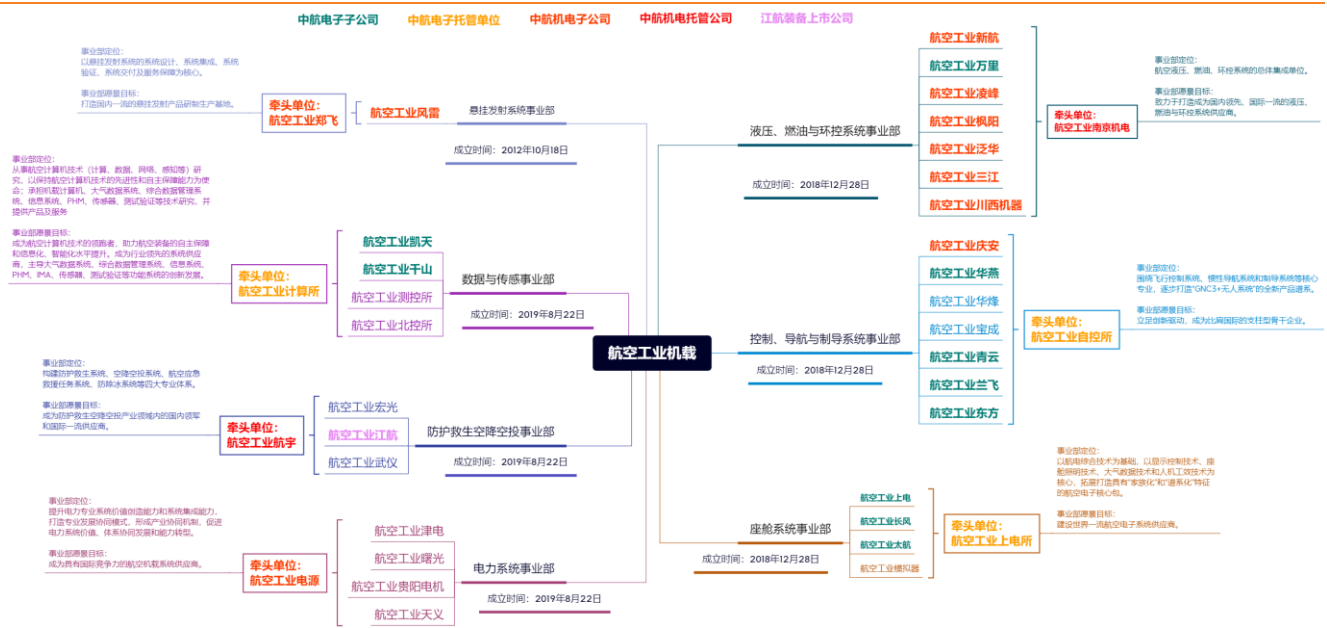 中航电子子公司
中航电子托管单位
中航机电子公司
中航机电托管公司
江航装备上市公司
航空工业机载
事业部定位：
以悬挂发射系统的系统设计、系统集成、系统
验证、系统交付及服务保障为核心。
事业部愿景目标：
打造国内一流的悬挂发射产品研制生产基地。
牵头单位：
航空工业郑飞
航空工业风雷
悬挂发射系统事业部
成立时间：2012年10月18日
事业部定位：
从事航空计算机技术（计算、数据、网络、感知等）研
究，以保持航空计算机技术的先进性和自主保障能力为使
命；承担机载计算机、大气数据系统、综合数据管理系
统、信息系统、PHM、传感器、测试验证等技术研究，并
提供产品及服务
事业部愿景目标：
成为航空计算机技术的领跑者，助力航空装备的自主保障
和信息化、智能化水平提升。成为行业领先的系统供应
商，主导大气数据系统、综合数据管理系统、信息系统、
PHM、IMA、传感器、测试验证等功能系统的创新发展。
牵头单位：
航空工业计算所
航空工业凯天
航空工业千山
航空工业测控所
航空工业北控所
数据与传感事业部
成立时间：2019年8月22日
事业部定位：
构建防护救生系统、空降空投系统、航空应急
救援任务系统、防除冰系统等四大专业体系。
事业部愿景目标：
成为防护救生空降空投产业领域内的国内领军
和国际一流供应商。
牵头单位：
航空工业航宇
航空工业宏光
航空工业江航
航空工业武仪
防护救生空降空投事业部
成立时间：2019年8月22日
事业部定位：
提升电力专业系统价值创造能力和系统集成能力，
打造专业发展协同模式，形成产业协同机制，促进
电力系统价值、体系协同发展和能力转型。
事业部愿景目标：
成为具有国际竞争力的航空机载系统供应商。
牵头单位：
航空工业电源
航空工业津电
航空工业曙光
航空工业贵阳电机
航空工业天义
电力系统事业部
成立时间：2019年8月22日
液压、燃油与环控系统事业部
成立时间：2018年12月28日
航空工业新航
航空工业万里
航空工业凌峰
航空工业枫阳
航空工业泛华
航空工业三江
航空工业川西机器
牵头单位：
航空工业南京机电
事业部定位：
航空液压、燃油、环控系统的总体集成单位。
事业部愿景目标：
致力于打造成为国内领先、国际一流的液压、
燃油与环控系统供应商。
控制、导航与制导系统事业部
成立时间：2018年12月28日
航空工业庆安
航空工业华燕
航空工业华烽
航空工业宝成
航空工业青云
航空工业兰飞
航空工业东方
牵头单位：
航空工业自控所
事业部定位：
围绕飞行控制系统、惯性导航系统和制导系统等核心
专业，逐步打造“GNC3+无人系统”的全新产品谱系。
事业部愿景目标：
立足创新驱动，成为比肩国际的支柱型骨干企业。
座舱系统事业部
成立时间：2018年12月28日
航空工业上电
航空工业长风
航空工业太航
航空工业模拟器
牵头单位：
航空工业上电所
事业部定位：
以航电综合技术为基础，以显示控制技术、座
舱照明技术、大气数据技术和人机工效技术为
核心，拓展打造具有“家族化”和“谱系化”特征
的航空电子核心包。
事业部愿景目标：
建设世界一流航空电子系统供应商。